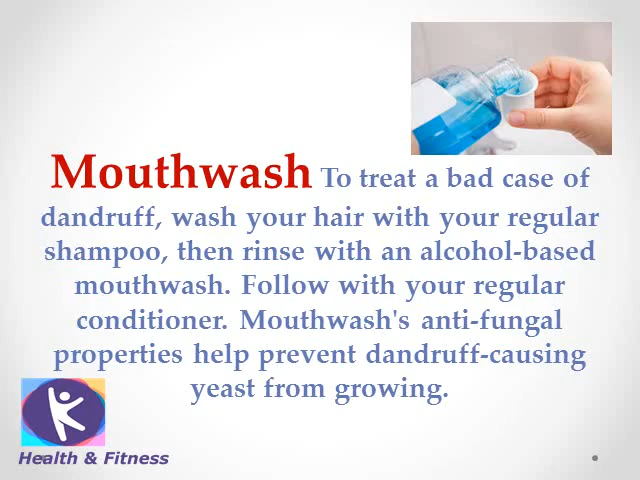 Mouthwash To treat a bad case of
dandruff, wash your hair with your regular
shampoo, then rinse with an alcohol-based
mouthwash. Follow with your regular
conditioner. Mouthwash's anti-fungal
properties help prevent dandruff-causing
yeast from growing.
Health & Fitness